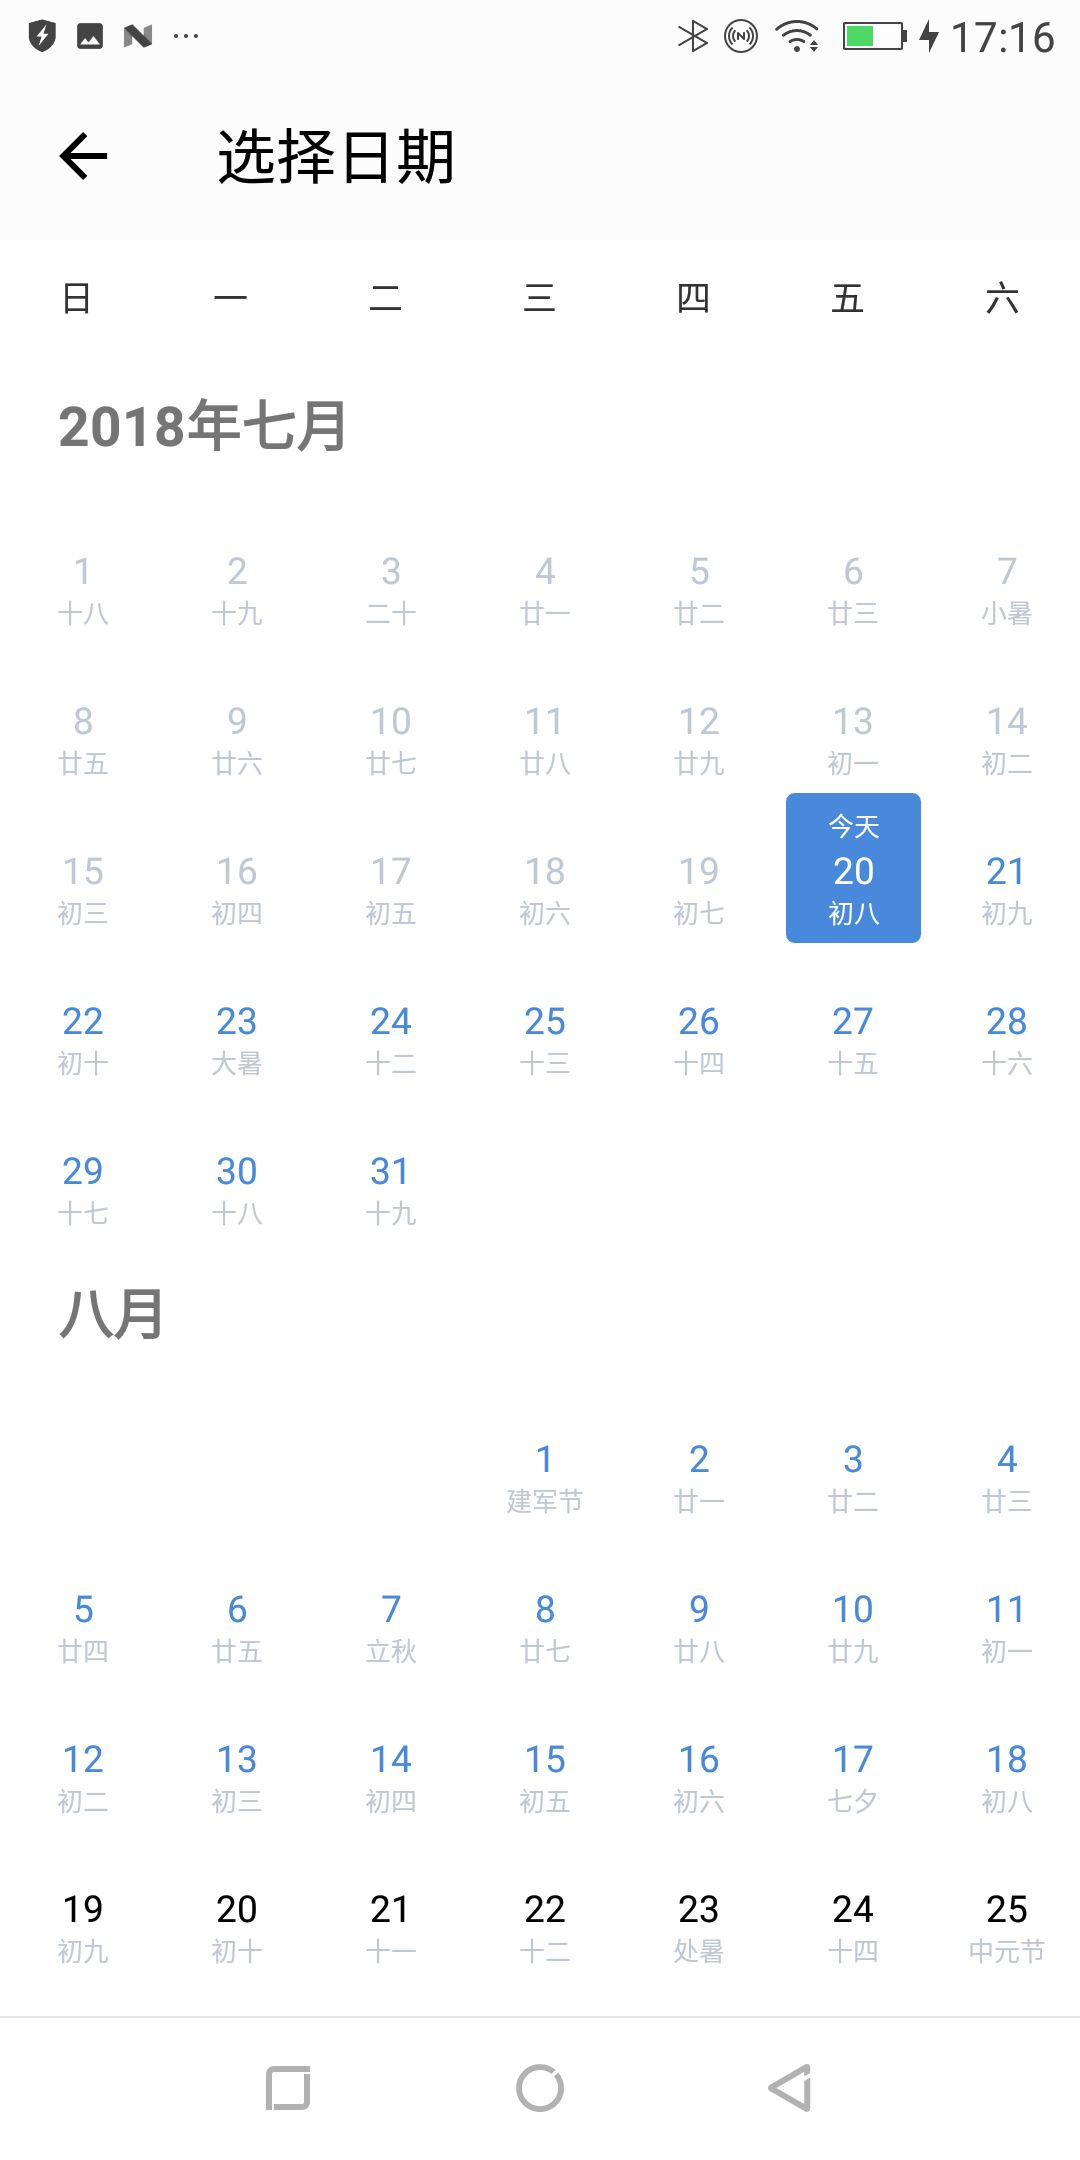 17:16
选择日期
日 一 二 三 四 五 六
2018年七月
1 2 3 4 5 6 7
十八 十九 二十 廿一 廿二 廿三 小暑
8 9 10 11 12 13 14
廿五 廿六 廿七 廿八 廿九 初一 初二
今天
15 16 17 18 19 20 21
初三 初四 初五 初六 初七 初八 初九
22 23 24 25 26 27 28
初十 大暑 十二 十三 十四 十五 十六
29 30 31
十七 十八 十九
八月
1 2 3 4
建军节 廿一 廿二 廿三
5 6 7 8 9 10 11
廿四 廿五 立秋 廿七 廿八 廿九 初一
12 13 14 15 16 17 18
初二 初三 初四 初五 初六 七夕 初八
19 20 21 22 23 24 25
初九 初十 十一 十二 处暑 十四 中元节